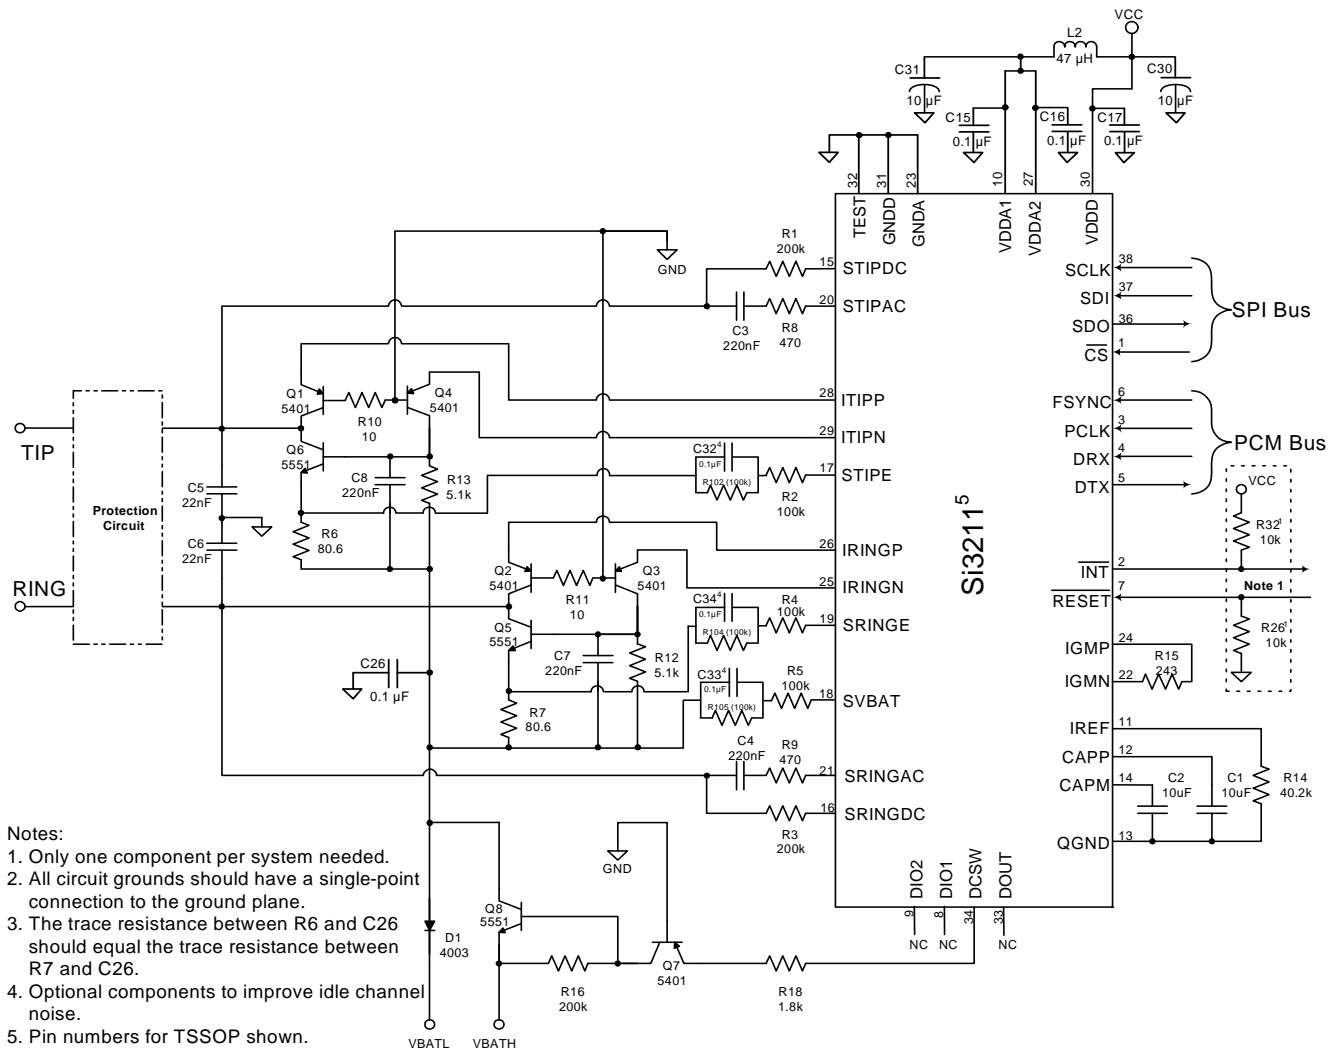 VCC
L2
47 µH
C31
10 µF
C30
10 µF
C15
0.1 µF
C16
0.1 µF
C17
0.1 µF
32
31
23
10
27
30
TEST
GNDD
GNDA
VDDA1
VDDA2
VDDD
GND
R1
200k
15
STIPDC
20
STIPAC
C3
220nF
R8
470
SCLK
38
SDI
37
SDO
36
CS
1
SPI Bus
Q1
5401
Q4
5401
R10
10
28
ITIPP
FSYNC
6
PCLK
3
DRX
4
DTX
5
PCM Bus
TIP
Q6
5551
C8
220nF
R13
5.1k
29
ITIPN
C32⁴
0.1µF
R102 (100k)
R2
100k
17
STIPE
C5
22nF
C6
22nF
Protection
Circuit
R6
80.6
Si3211⁵
VCC
R32¹
10k
26
IRINGP
INT
2
RING
Q2
5401
Q3
5401
R11
10
25
IRINGN
RESET
7
Note 1
C34⁴
0.1µF
R104 (100k)
R4
100k
19
SRINGE
R26¹
10k
Q5
5551
C7
220nF
R12
5.1k
IGMP
24
R15
243
IGMN
22
C26
0.1 µF
C33⁴
0.1µF
R105 (100k)
R5
100k
18
SVBAT
R7
80.6
IREF
11
C4
220nF
R9
470
21
SRINGAC
CAPP
12
CAPM
14
C2
10uF
C1
10uF
R14
40.2k
R3
200k
16
SRINGDC
QGND
13
GND
DIO2
DIO1
DCSW
DOUT
9
8
34
33
NC
NC
NC
Q8
5551
D1
4003
R16
200k
Q7
5401
R18
1.8k
VBATL
VBATH
Notes:
1. Only one component per system needed.
2. All circuit grounds should have a single-point
connection to the ground plane.
3. The trace resistance between R6 and C26
should equal the trace resistance between
R7 and C26.
4. Optional components to improve idle channel
noise.
5. Pin numbers for TSSOP shown.